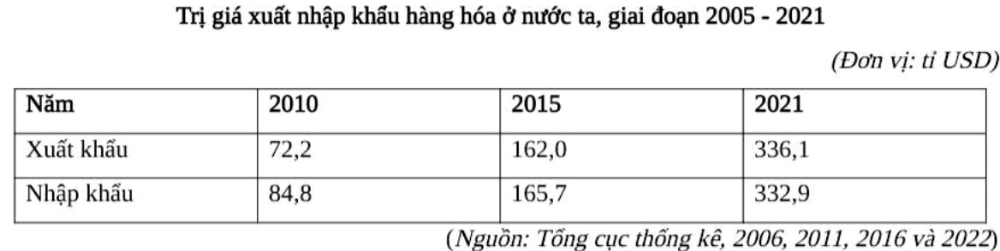 Trị giá xuất nhập khẩu hàng hóa ở nước ta, giai đoạn 2005 - 2021
(Đơn vị: tỉ USD)
Năm 2010 2015 2021
Xuất khẩu 72,2 162,0 336,1
Nhập khẩu 84,8 165,7 332,9
(Nguồn: Tổng cục thống kê, 2006, 2011, 2016 và 2022)